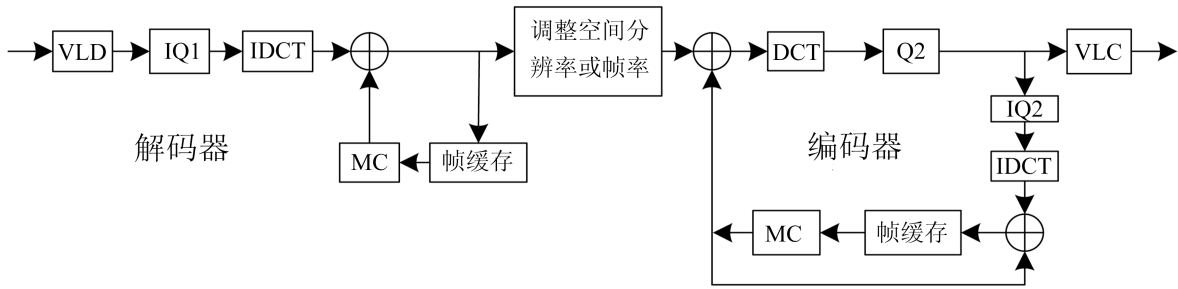 VLD
IQ1
IDCT
调整空间分
辨率或帧率
DCT
Q2
VLC
IQ2
IDCT
解码器
MC
帧缓存
编码器
MC
帧缓存